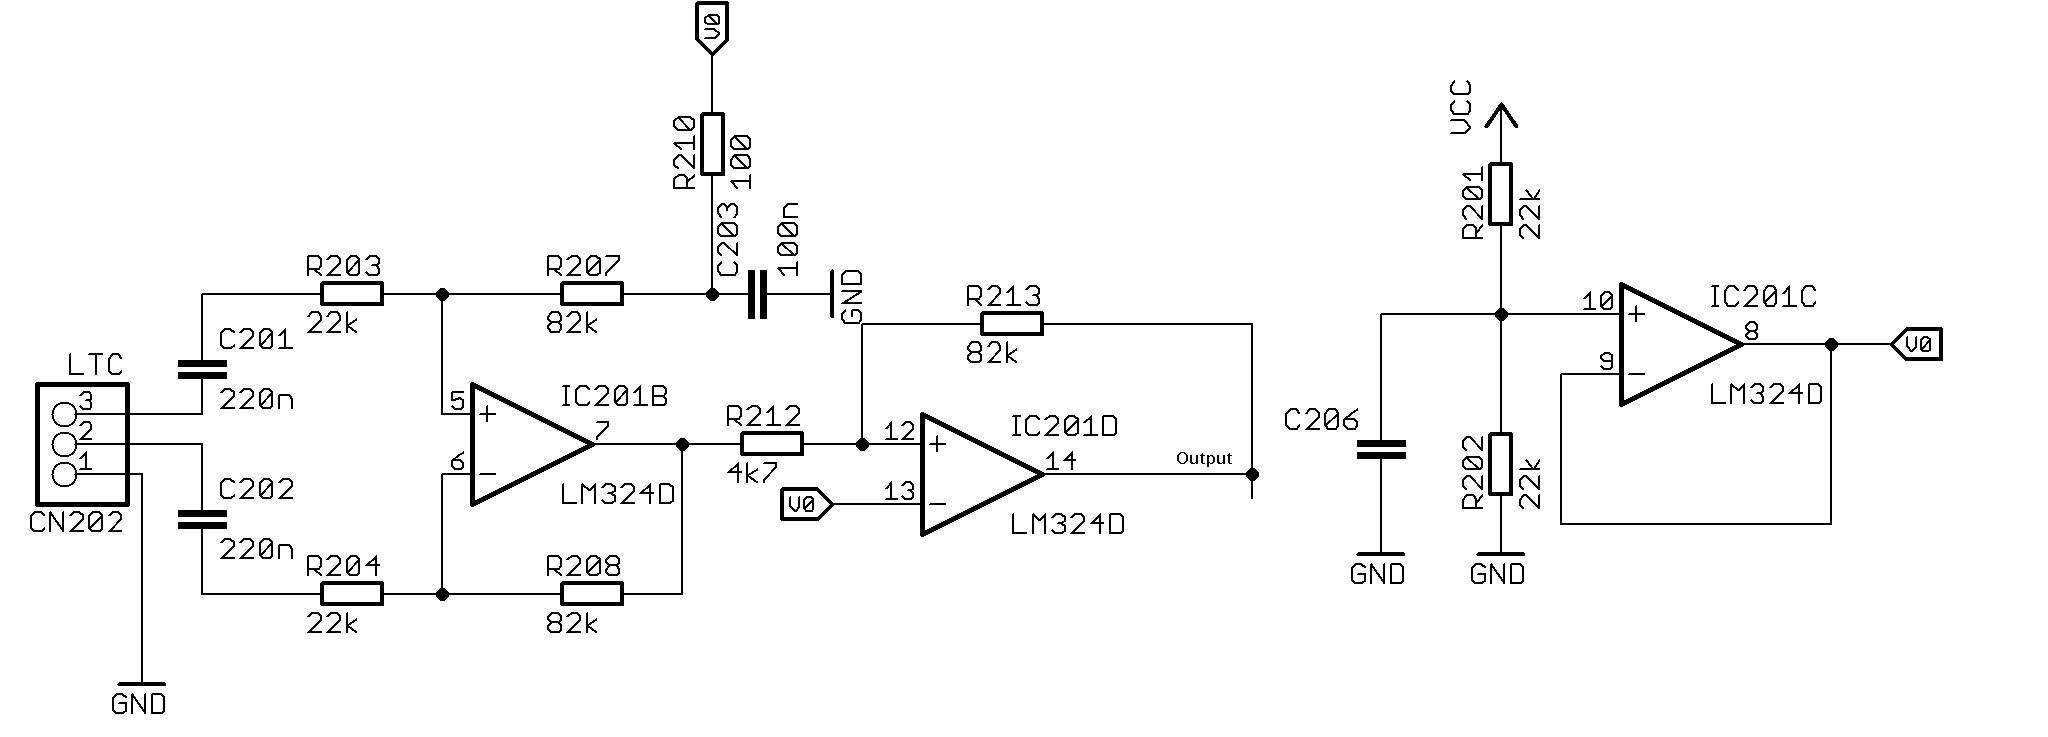 V0
R210
100
C203
100n
GND
R203
22k
R207
82k
C201
220n
LTC
3
2
1
CN202
C202
220n
R204
22k
R208
82k
GND
5
+
6
-
7
IC201B
LM324D
R212
4k7
V0
R213
82k
12
+
13
-
14
IC201D
LM324D
Output
VCC
R201
22k
C206
GND
R202
22k
GND
10
+
9
-
8
IC201C
LM324D
V0